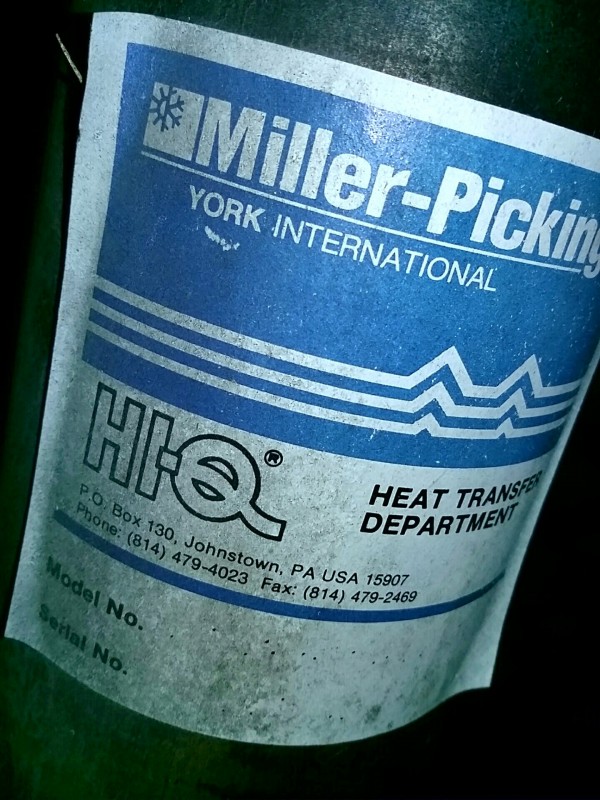 Miller-Picking
YORK INTERNATIONAL
HI-Q®
HEAT TRANSFER
DEPARTMENT
P.O. Box 130, Johnstown, PA USA 15907
Phone: (814) 479-4023 Fax: (814) 479-2469
Model No.
Serial No.